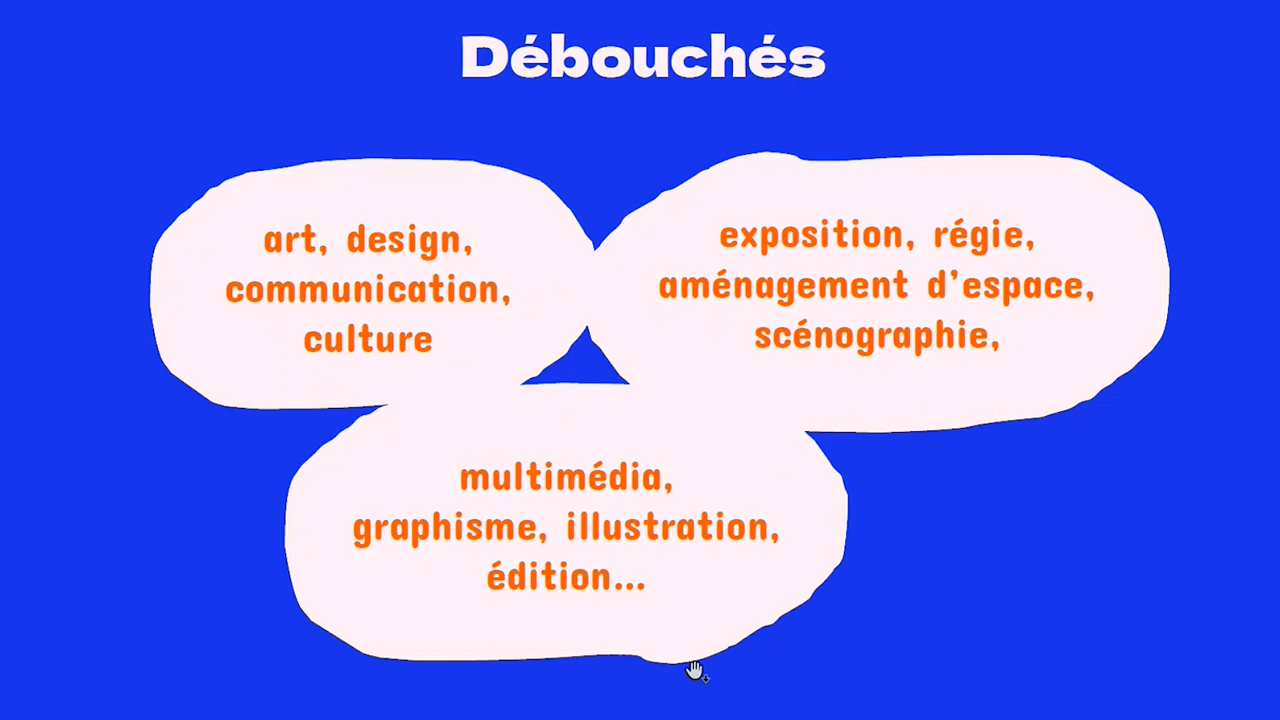 Débouchés
art, design,
communication,
culture
exposition, régie,
aménagement d’espace,
scénographie,
multimédia,
graphisme, illustration,
édition...